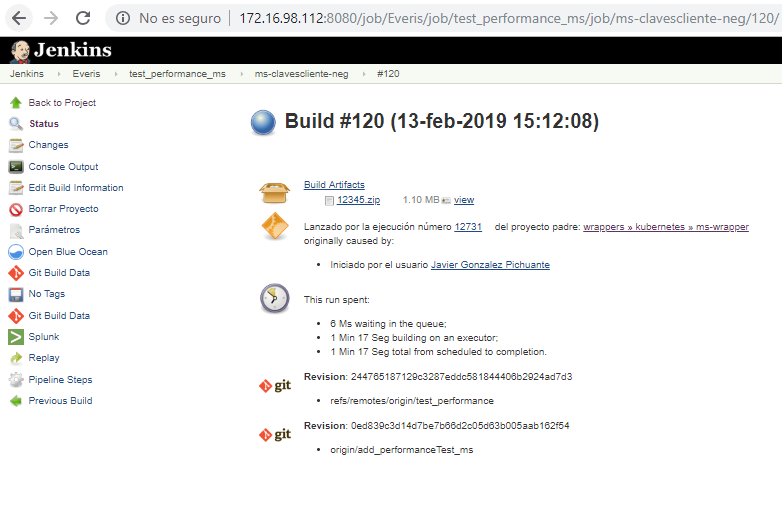 No es seguro 172.16.98.112:8080/job/Everis/job/test_performance_ms/job/ms-clavescliente-neg/120/
Jenkins
Jenkins Everis test_performance_ms ms-clavescliente-neg #120
Back to Project
Status
Changes
Console Output
Edit Build Information
Borrar Proyecto
Parámetros
Open Blue Ocean
Git Build Data
No Tags
Git Build Data
Splunk
Replay
Pipeline Steps
Previous Build
Build #120 (13-feb-2019 15:12:08)
Build Artifacts
12345.zip 1.10 MB view
Lanzado por la ejecución número 12731 del proyecto padre: wrappers » kubernetes » ms-wrapper
originally caused by:
• Iniciado por el usuario Javier Gonzalez Pichuante
This run spent:
• 6 Ms waiting in the queue;
• 1 Min 17 Seg building on an executor;
• 1 Min 17 Seg total from scheduled to completion.
git Revision: 244765187129c3287eddc581844406b2924ad7d3
• refs/remotes/origin/test_performance
git Revision: 0ed839c3d14d7be7b66d2c05d63b005aab162f54
• origin/add_performanceTest_ms